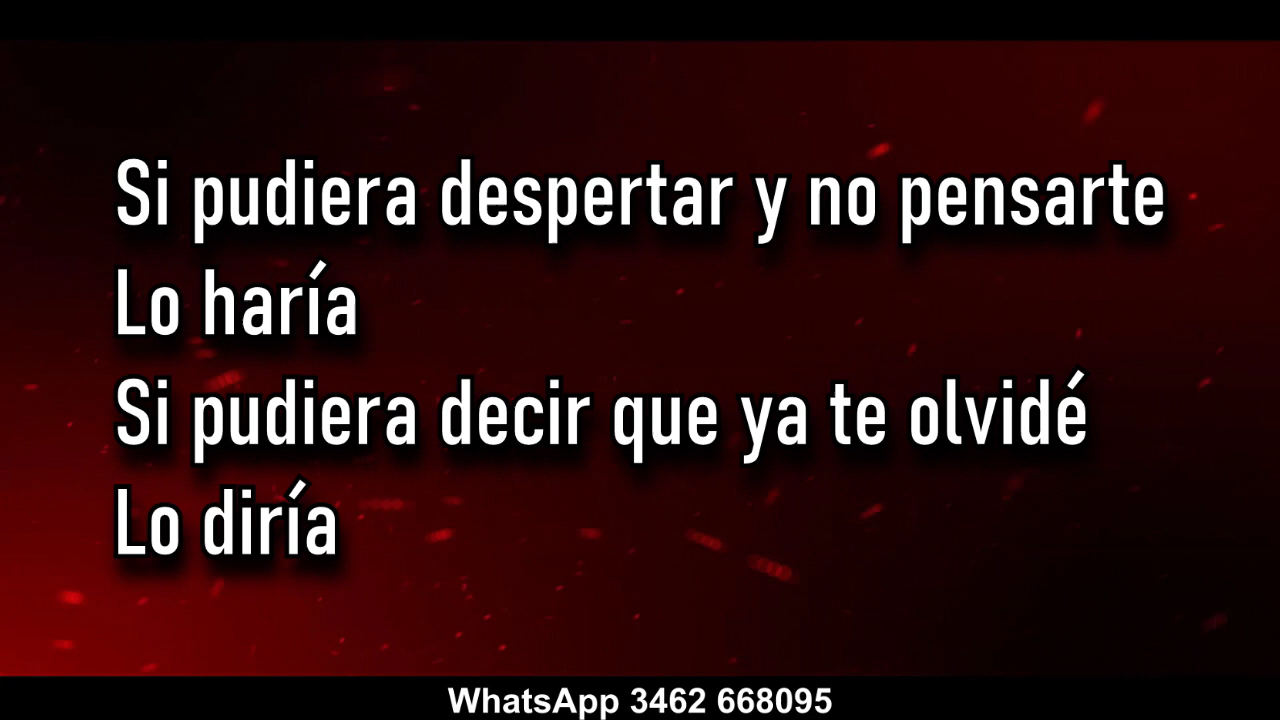 Si pudiera despertar y no pensarte
Lo haría
Si pudiera decir que ya te olvidé
Lo diría
WhatsApp 3462 668095